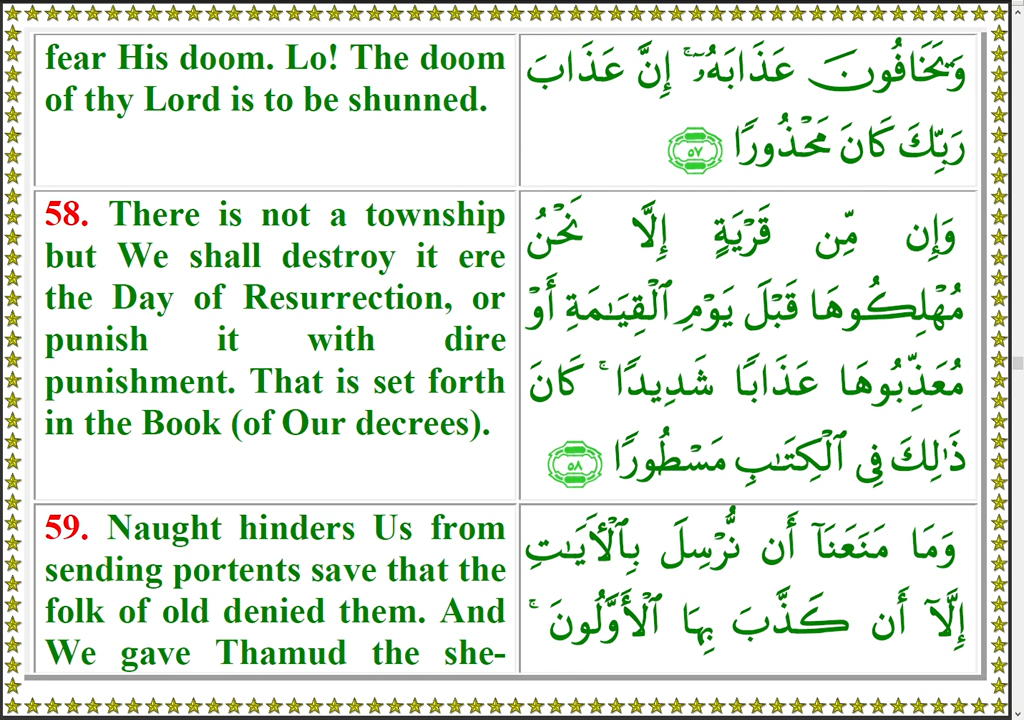 fear His doom. Lo! The doom
of thy Lord is to be shunned.
وَيَخَافُونَ عَذَابَهُۥٓ ۚ إِنَّ عَذَابَ
رَبِّكَ كَانَ مَحْذُورًا ٥٧
58. There is not a township
but We shall destroy it ere
the Day of Resurrection, or
punish it with dire
punishment. That is set forth
in the Book (of Our decrees).
وَإِن مِّن قَرْيَةٍ إِلَّا نَحْنُ
مُهْلِكُوهَا قَبْلَ يَوْمِ ٱلْقِيَـٰمَةِ أَوْ
مُعَذِّبُوهَا عَذَابًا شَدِيدًا ۚ كَانَ
ذَٰلِكَ فِى ٱلْكِتَـٰبِ مَسْطُورًا ٥٨
59. Naught hinders Us from
sending portents save that the
folk of old denied them. And
We gave Thamud the she-
وَمَا مَنَعَنَآ أَن نُّرْسِلَ بِٱلْأَيَـٰتِ
إِلَّآ أَن كَذَّبَ بِهَا ٱلْأَوَّلُونَ ۚ